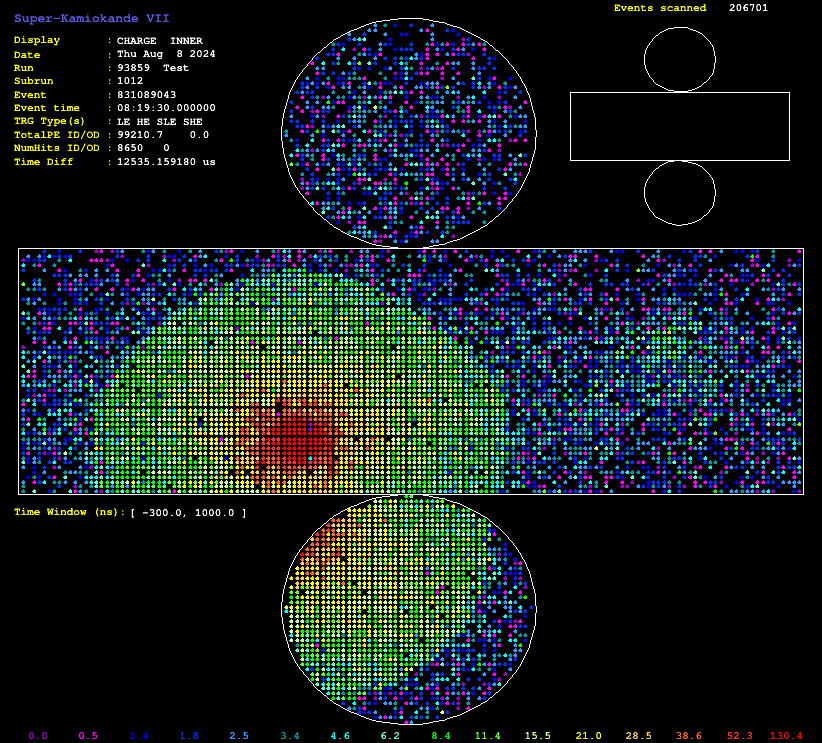 Super-Kamiokande VII
Events scanned 206701
Display : CHARGE INNER
Date : Thu Aug 8 2024
Run : 93859 Test
Subrun : 1012
Event : 831089043
Event time : 08:19:30.000000
TRG Type(s) : LE HE SLE SHE
TotalPE ID/OD : 99210.7 0.0
NumHits ID/OD : 8650 0
Time Diff : 12535.159180 us
Time Window (ns): [ -300.0, 1000.0 ]
0.0 0.5 1.4 1.8 2.5 3.4 4.6 6.2 8.4 11.4 15.5 21.0 28.5 38.6 52.3 130.4